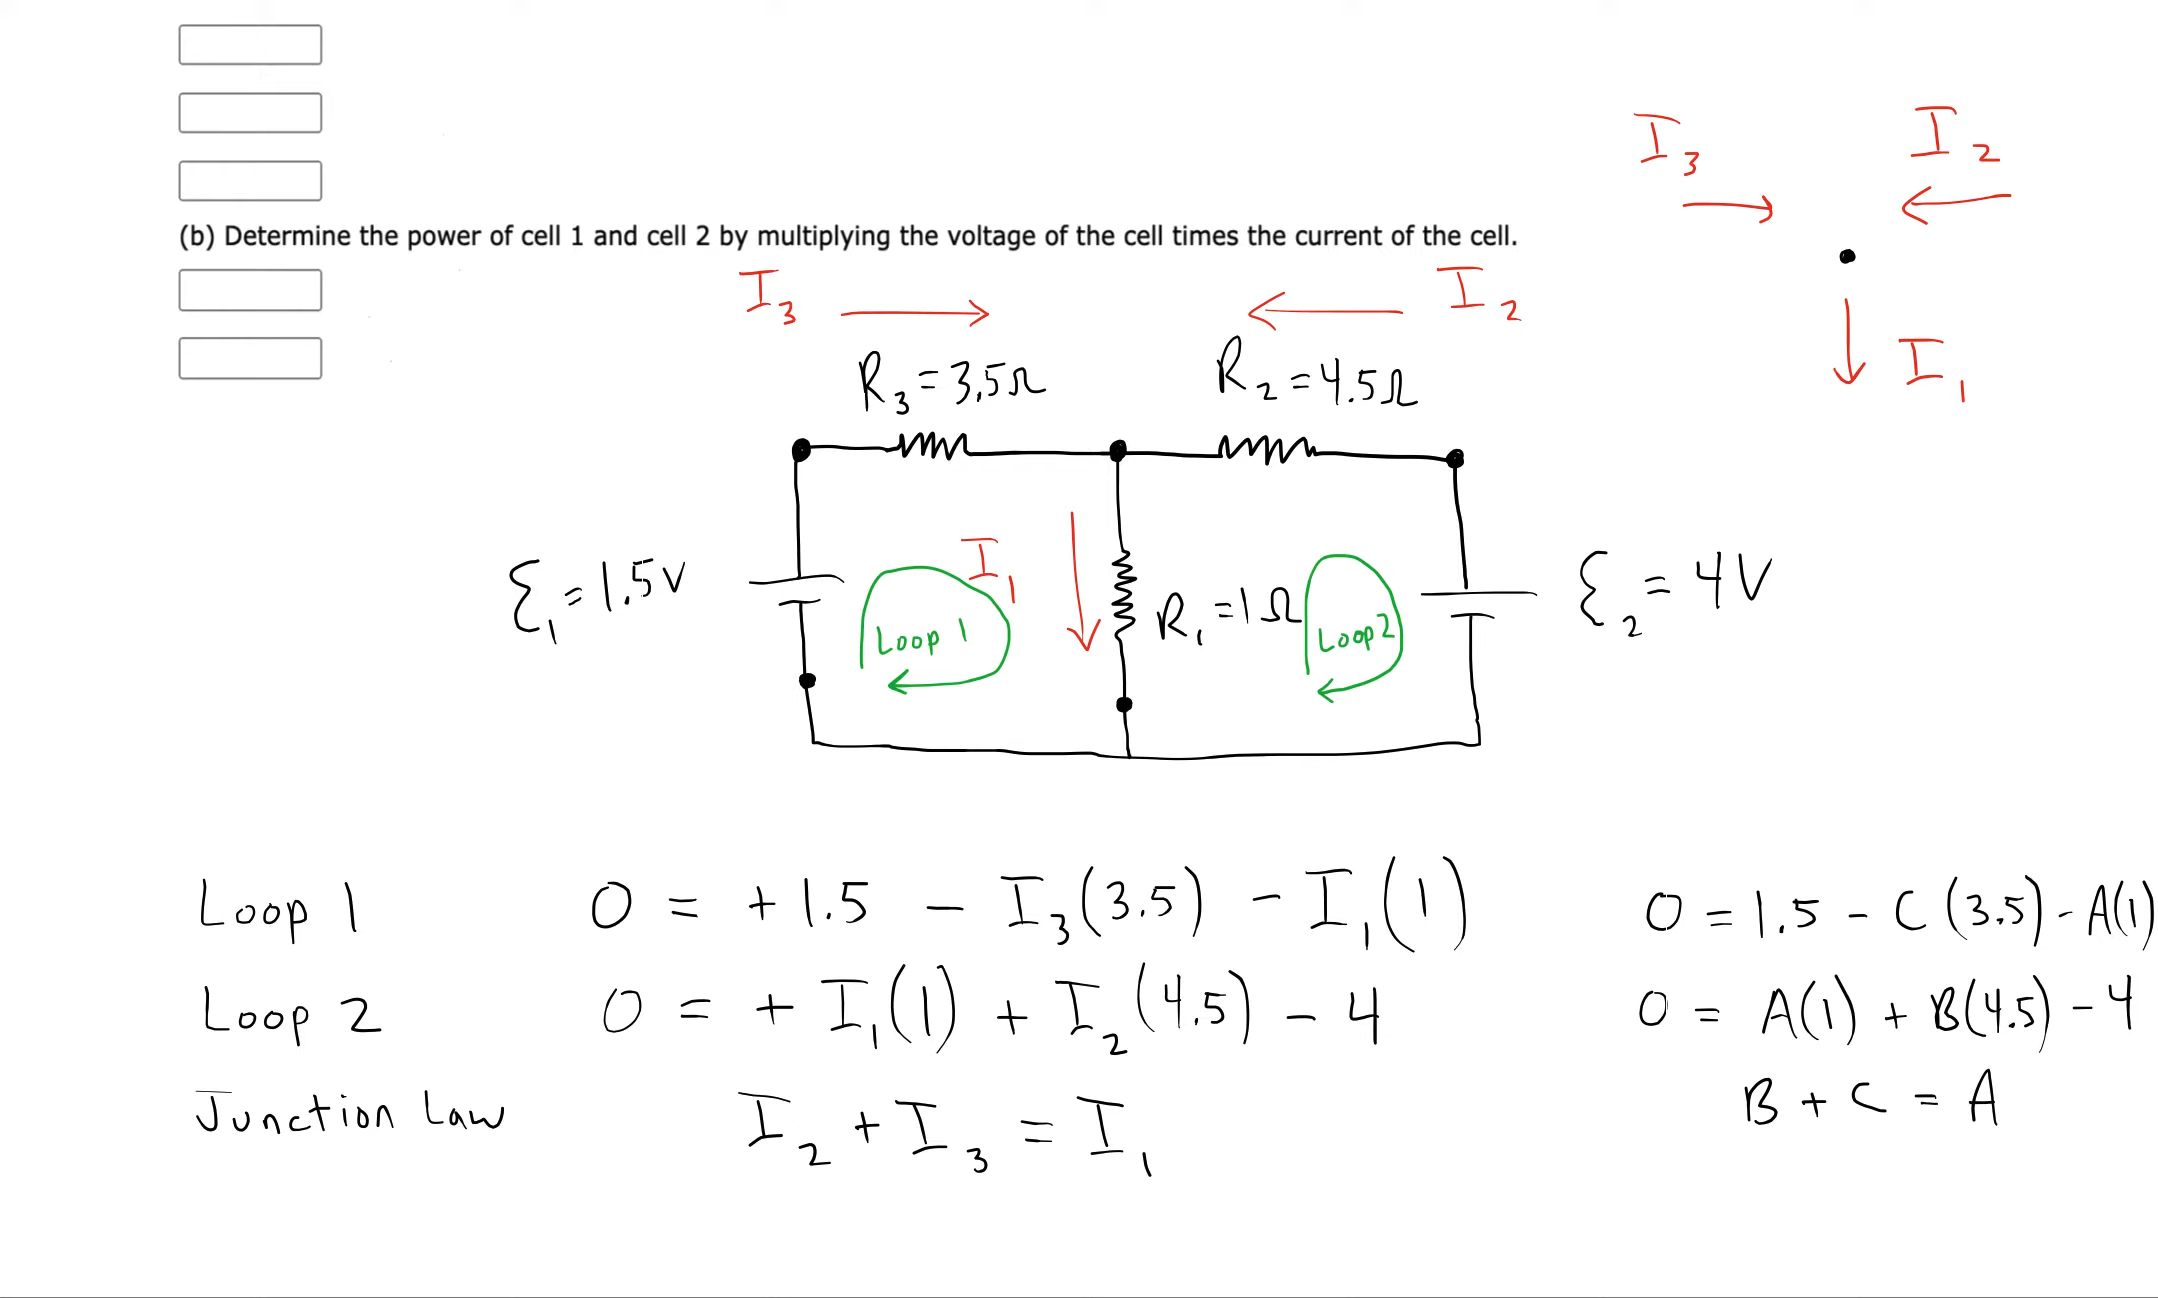 (b) Determine the power of cell 1 and cell 2 by multiplying the voltage of the cell times the current of the cell.
I₃ I₂
I₁
I₃ I₂
R₃ = 3.5Ω R₂ = 4.5Ω
ℰ₁ = 1.5V Loop 1 I₁ R₁ = 1Ω Loop 2 ℰ₂ = 4V
Loop 1 0 = + 1.5 - I₃(3.5) - I₁(1) 0 = 1.5 - C(3.5) - A(1)
Loop 2 0 = + I₁(1) + I₂(4.5) - 4 0 = A(1) + B(4.5) - 4
Junction Law I₂ + I₃ = I₁ B + C = A